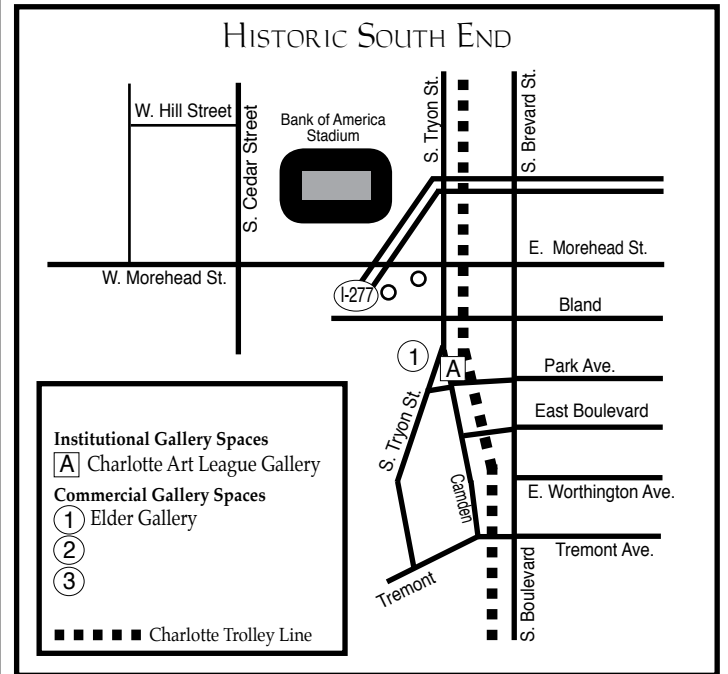 HISTORIC SOUTH END
W. Hill Street
S. Cedar Street
Bank of America
Stadium
S. Tryon St.
S. Brevard St.
E. Morehead St.
W. Morehead St.
I-277
Bland
1
A
Park Ave.
S. Tryon St.
East Boulevard
Camden
E. Worthington Ave.
Tremont Ave.
Tremont
S. Boulevard
Institutional Gallery Spaces
A Charlotte Art League Gallery
Commercial Gallery Spaces
1 Elder Gallery
2
3
Charlotte Trolley Line